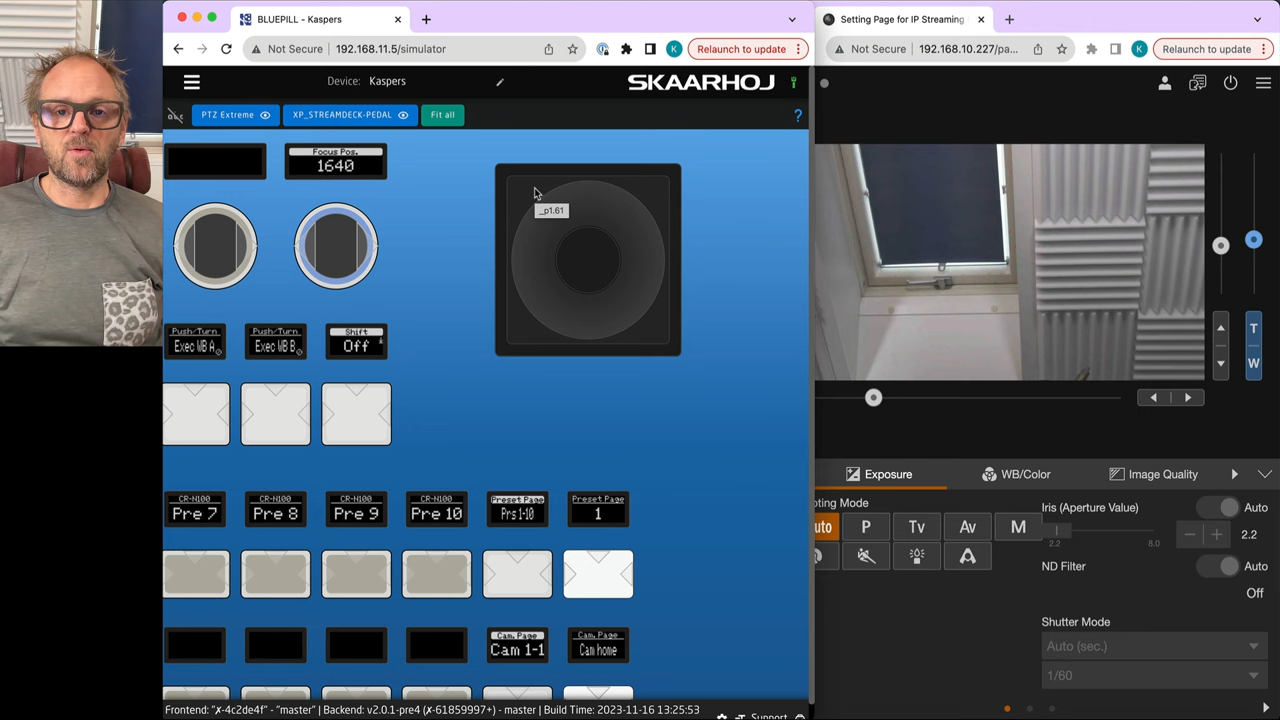 BLUEPILL - Kaspers
Not Secure | 192.168.11.5/simulator
K
Relaunch to update
Device: Kaspers
SKAARHOJ
PTZ Extreme
XP_STREAMDECK-PEDAL
Fit all
?
Focus Pos.
1640
_p1.61
Push/Turn
Exec WB A
Push/Turn
Exec WB B
Shift
Off
CR-N100
Pre 7
CR-N100
Pre 8
CR-N100
Pre 9
CR-N100
Pre 10
Preset Page
Prs 1-10
Preset Page
1
Cam. Page
Cam 1-1
Cam. Page
Cam home
Frontend: "✗-4c2de4f" - "master" | Backend: v2.0.1-pre4 (✗-61859997+) - master | Build Time: 2023-11-16 13:25:53
Support
Setting Page for IP Streaming
Not Secure | 192.168.10.227/pa...
K
Relaunch to update
T
W
Exposure
WB/Color
Image Quality
oting Mode
uto
P
Tv
Av
M
A
Iris (Aperture Value)
Auto
2.2
8.0
2.2
ND Filter
Auto
Off
Shutter Mode
Auto (sec.)
1/60